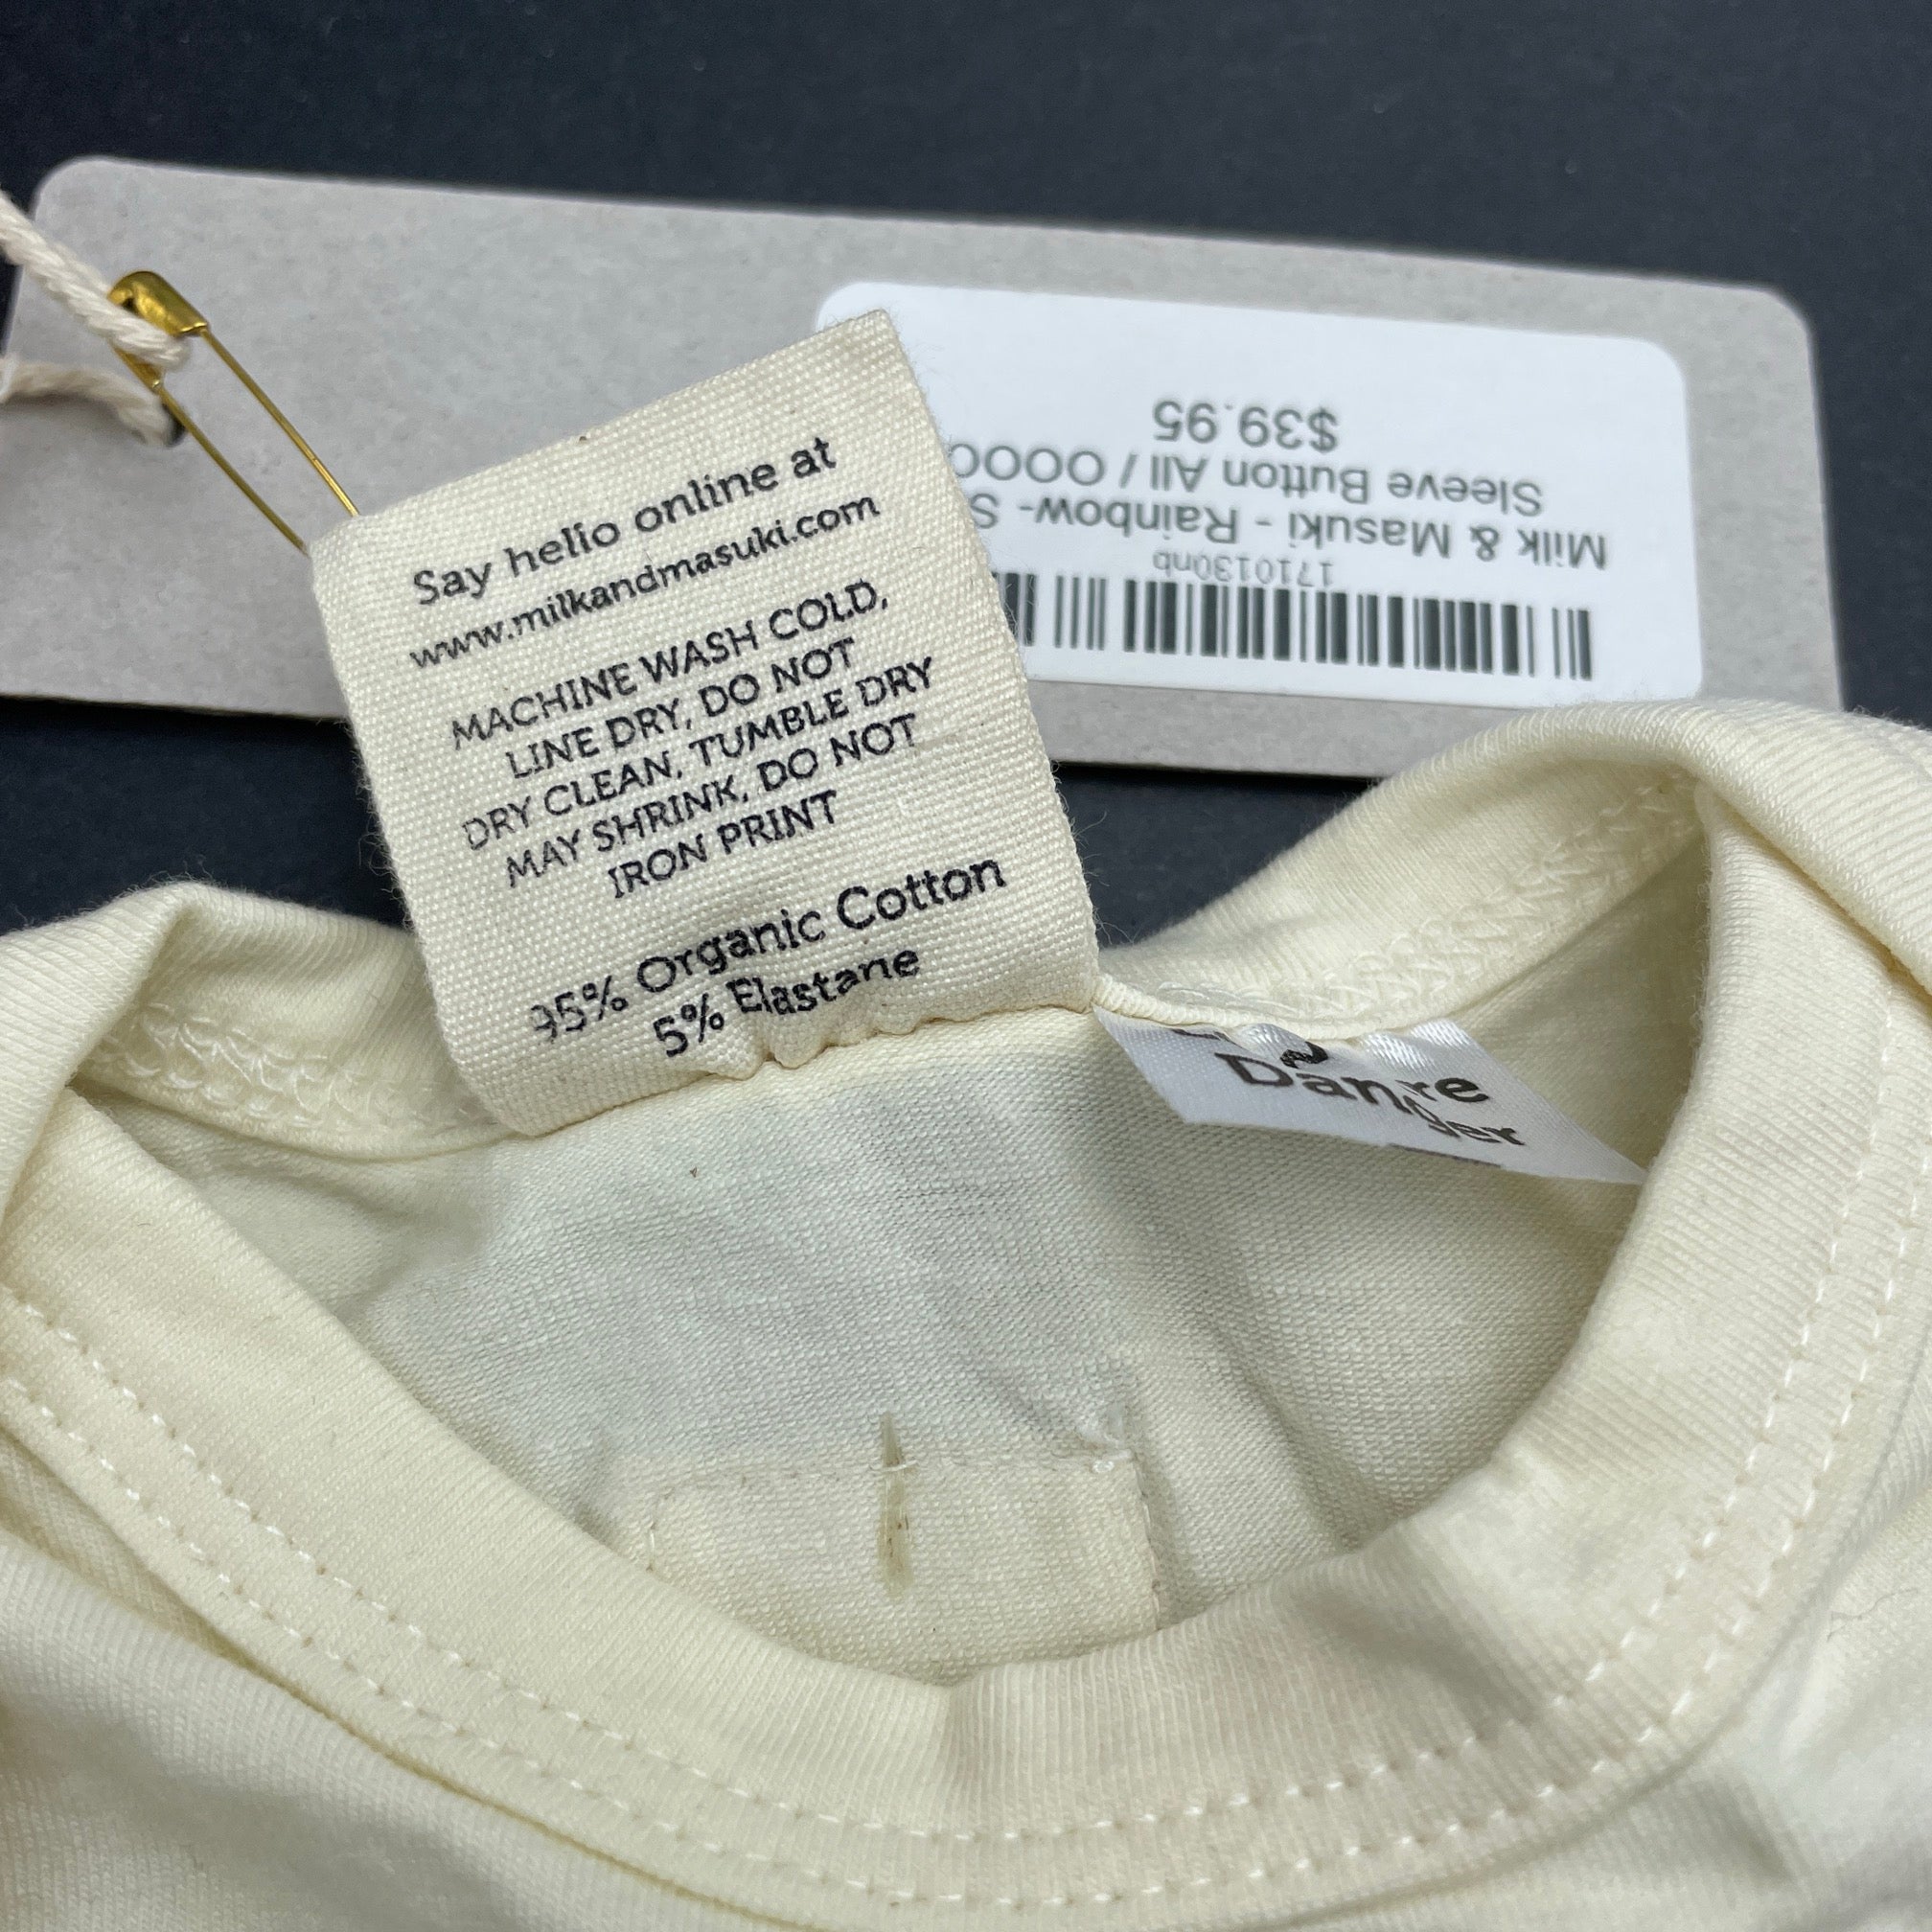 Say hello online at
www.milkandmasuki.com
MACHINE WASH COLD,
LINE DRY, DO NOT
DRY CLEAN, TUMBLE DRY
MAY SHRINK, DO NOT
IRON PRINT
95% Organic Cotton
5% Elastane
1710130nb
Milk & Masuki - Rainbow- S
Sleeve Button All / OOOO
$39.95